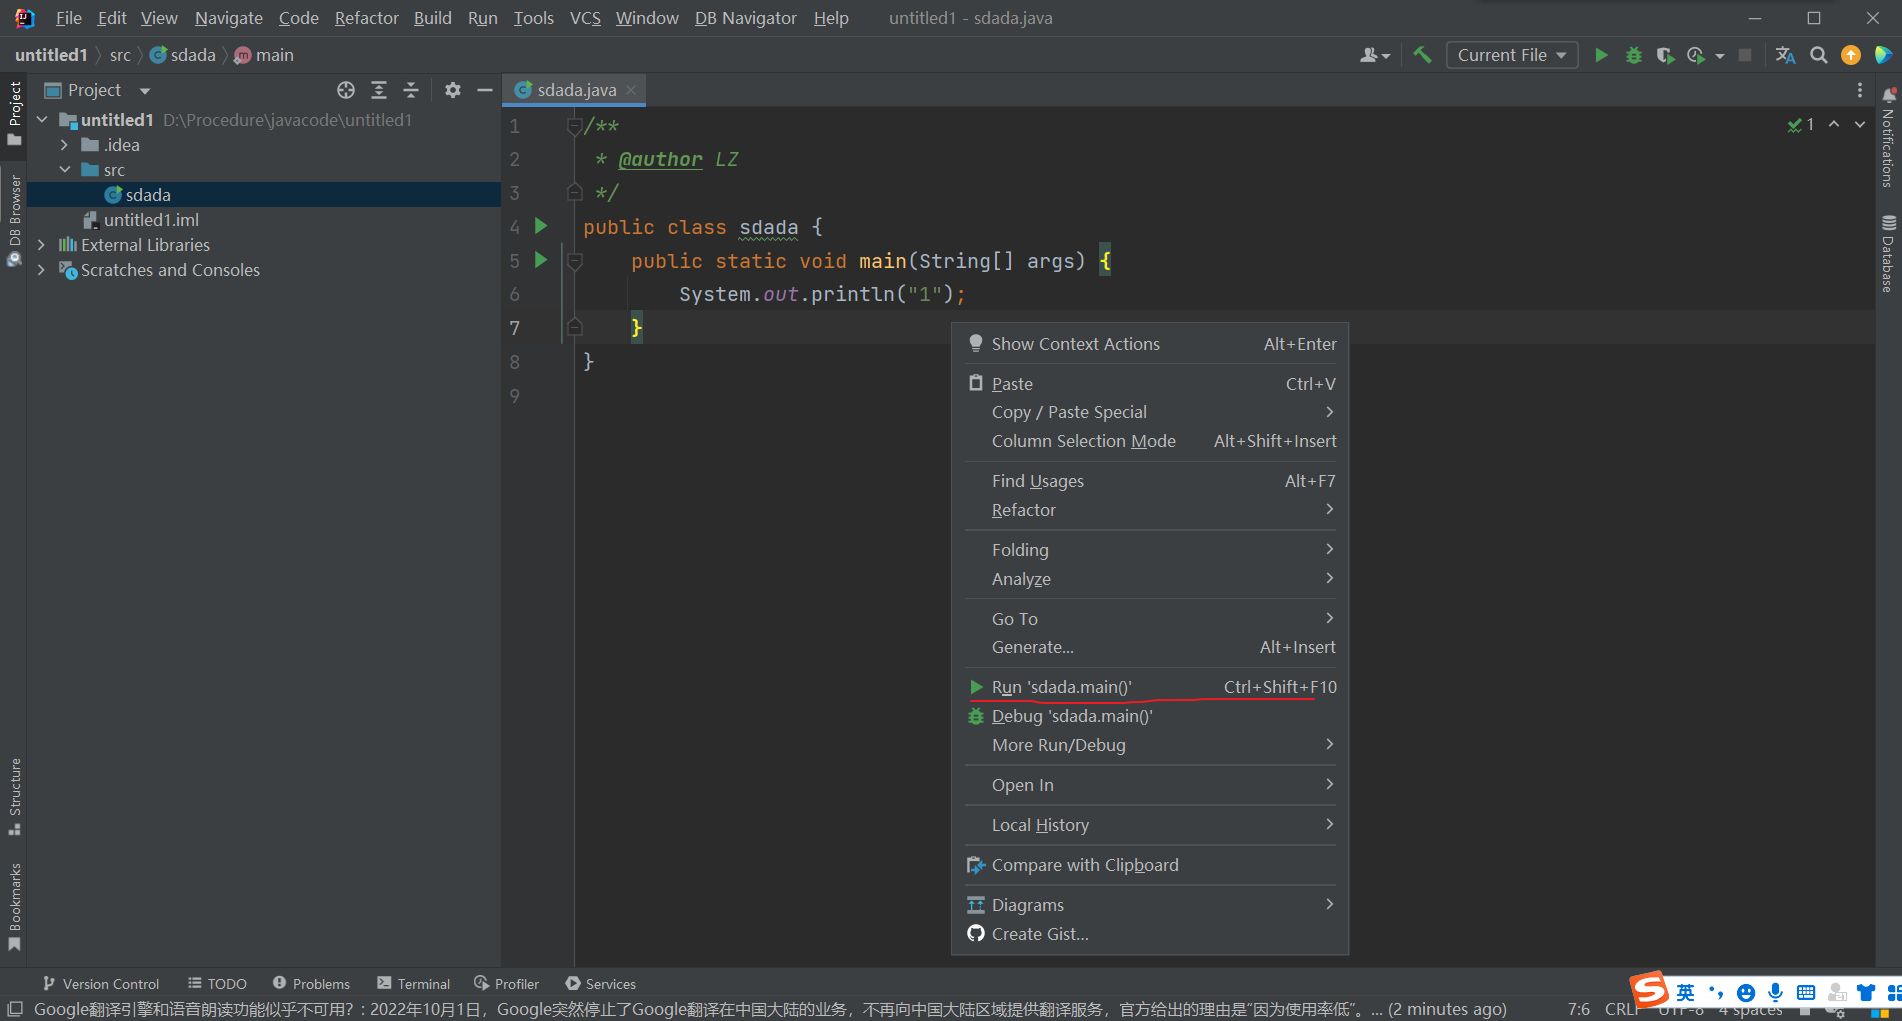 File Edit View Navigate Code Refactor Build Run Tools VCS Window DB Navigator Help untitled1 - sdada.java
untitled1 src sdada main
Current File
Project
sdada.java
untitled1 D:\Procedure\javacode\untitled1
.idea
src
sdada
untitled1.iml
External Libraries
Scratches and Consoles
Project
DB Browser
Structure
Bookmarks
1 /**
2 * @author LZ
3 */
4 public class sdada {
5 public static void main(String[] args) {
6 System.out.println("1");
7 }
8 }
9
1
Notifications
Database
Show Context Actions Alt+Enter
Paste Ctrl+V
Copy / Paste Special
Column Selection Mode Alt+Shift+Insert
Find Usages Alt+F7
Refactor
Folding
Analyze
Go To
Generate... Alt+Insert
Run 'sdada.main()' Ctrl+Shift+F10
Debug 'sdada.main()'
More Run/Debug
Open In
Local History
Compare with Clipboard
Diagrams
Create Gist...
Version Control TODO Problems Terminal Profiler Services
英
Google翻译引擎和语音朗读功能似乎不可用?: 2022年10月1日，Google突然停止了Google翻译在中国大陆的业务，不再向中国大陆区域提供翻译服务，官方给出的理由是“因为使用率低”。... (2 minutes ago) 7:6 CRLF UTF-8 4 spaces